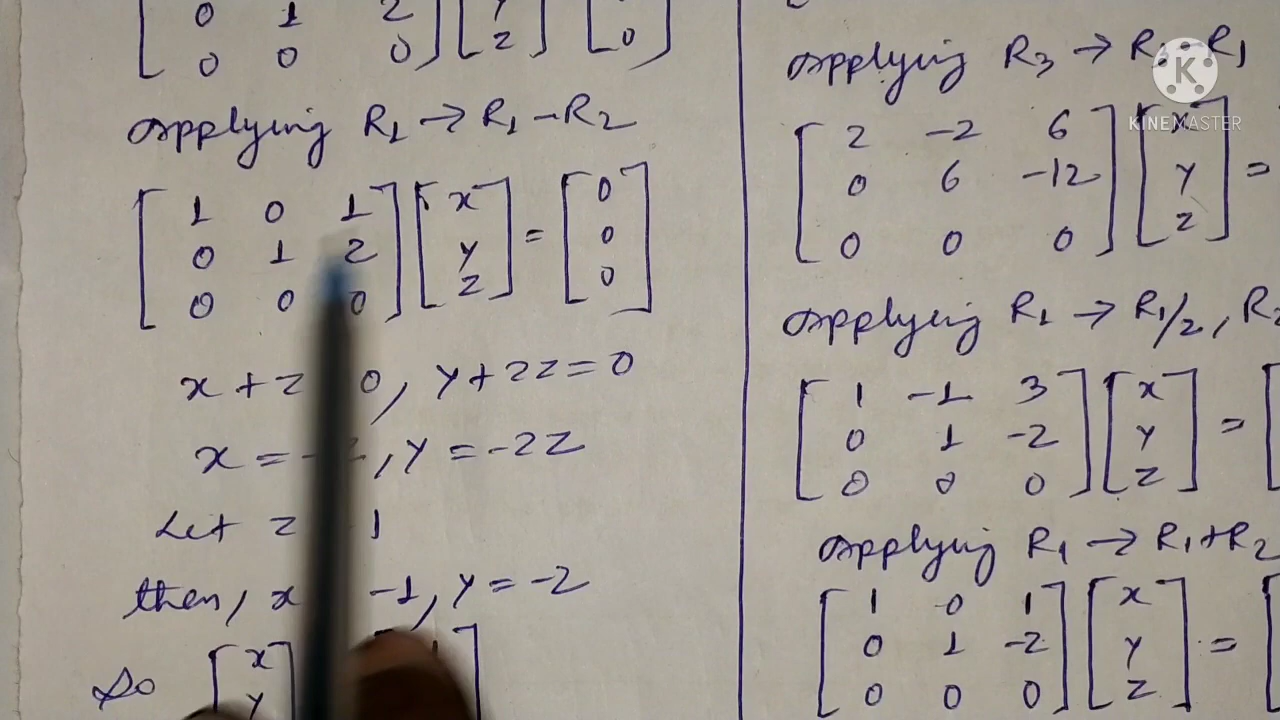 0 1 2 y
0 0 0 z 0
Applying R1 → R1 - R2
1 0 1 x 0
0 1 2 y = 0
0 0 0 z 0
x + z 0, y + 2z = 0
x = , y = -2z
Let z 1
then, x -1, y = -2
So x
y
Applying R3 → R1
2 -2 6 x
0 6 -12 y =
0 0 0 z
Applying R1 → R1/2, R2
1 -1 3 x
0 1 -2 y =
0 0 0 z
Applying R1 → R1 + R2
1 0 1 x
0 1 -2 y =
0 0 0 z
K
KINEMASTER